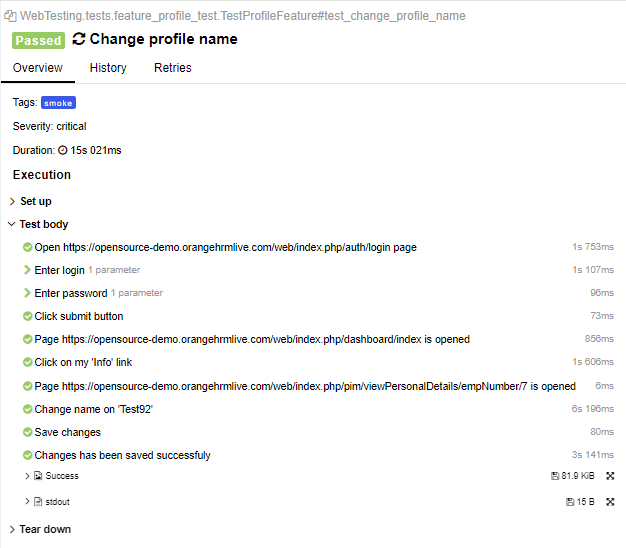 WebTesting.tests.feature_profile_test.TestProfileFeature#test_change_profile_name
Passed Change profile name
Overview History Retries
Tags: smoke
Severity: critical
Duration: 15s 021ms
Execution
Set up
Test body
Open https://opensource-demo.orangehrmlive.com/web/index.php/auth/login page 1s 753ms
Enter login 1 parameter 1s 107ms
Enter password 1 parameter 96ms
Click submit button 73ms
Page https://opensource-demo.orangehrmlive.com/web/index.php/dashboard/index is opened 856ms
Click on my 'Info' link 1s 606ms
Page https://opensource-demo.orangehrmlive.com/web/index.php/pim/viewPersonalDetails/empNumber/7 is opened 6ms
Change name on 'Test92' 6s 196ms
Save changes 80ms
Changes has been saved successfuly 3s 141ms
Success 81.9 KiB
stdout 15 B
Tear down